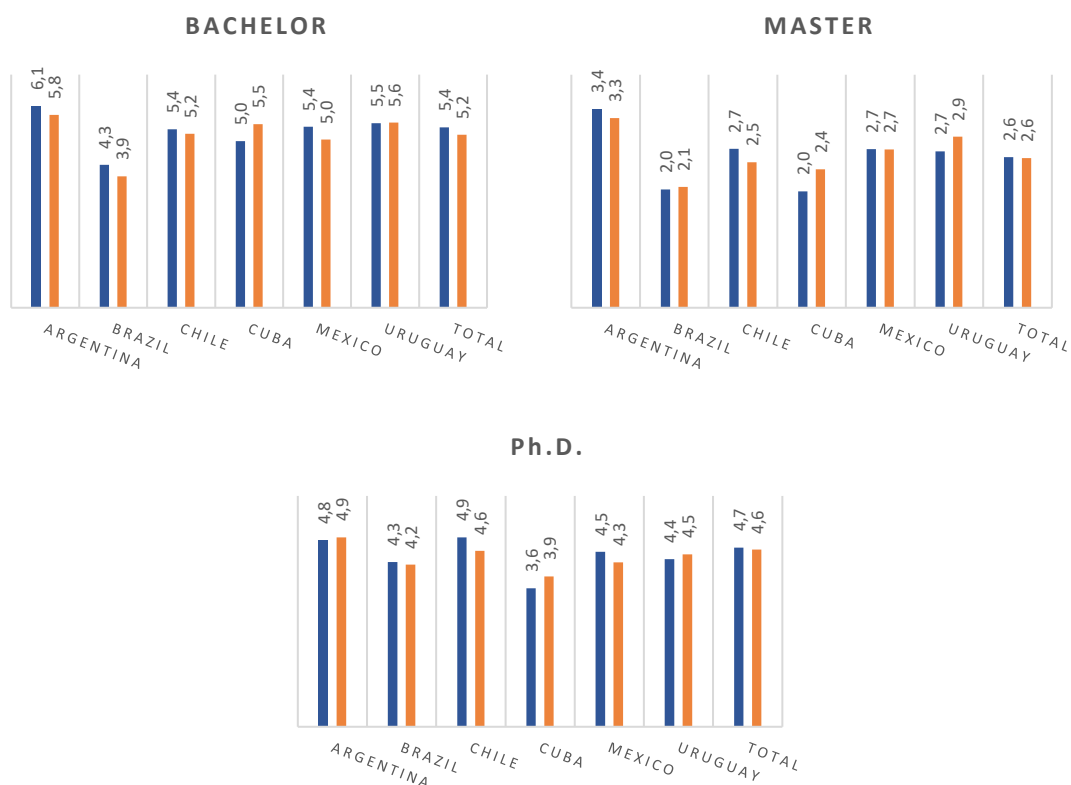 BACHELOR
6,1 5,8 4,3 3,9 5,4 5,2 5,0 5,5 5,4 5,0 5,5 5,6 5,4 5,2
ARGENTINA BRAZIL CHILE CUBA MEXICO URUGUAY TOTAL
MASTER
3,4 3,3 2,0 2,1 2,7 2,5 2,0 2,4 2,7 2,7 2,7 2,9 2,6 2,6
ARGENTINA BRAZIL CHILE CUBA MEXICO URUGUAY TOTAL
Ph.D.
4,8 4,9 4,3 4,2 4,9 4,6 3,6 3,9 4,5 4,3 4,4 4,5 4,7 4,6
ARGENTINA BRAZIL CHILE CUBA MEXICO URUGUAY TOTAL